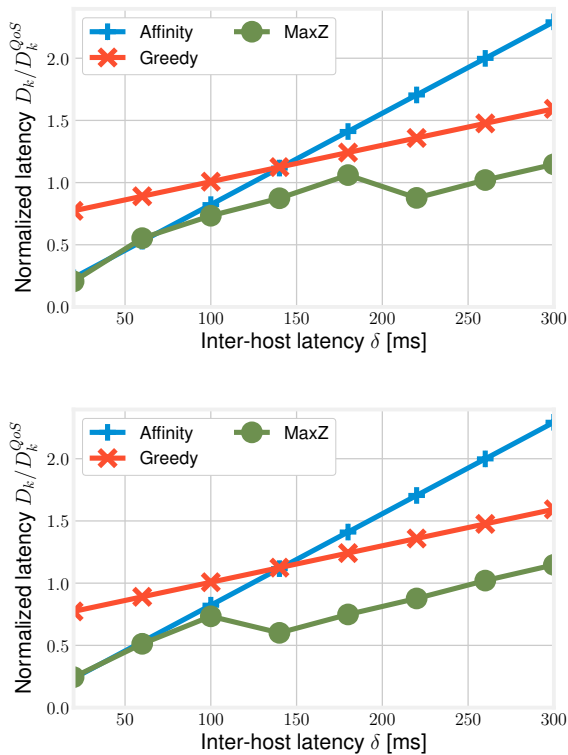 Affinity
Greedy
MaxZ
Normalized latency D_k/D_k^{QoS}
2.0
1.5
1.0
0.5
0.0
50 100 150 200 250 300
Inter-host latency δ [ms]
Affinity
Greedy
MaxZ
Normalized latency D_k/D_k^{QoS}
2.0
1.5
1.0
0.5
0.0
50 100 150 200 250 300
Inter-host latency δ [ms]